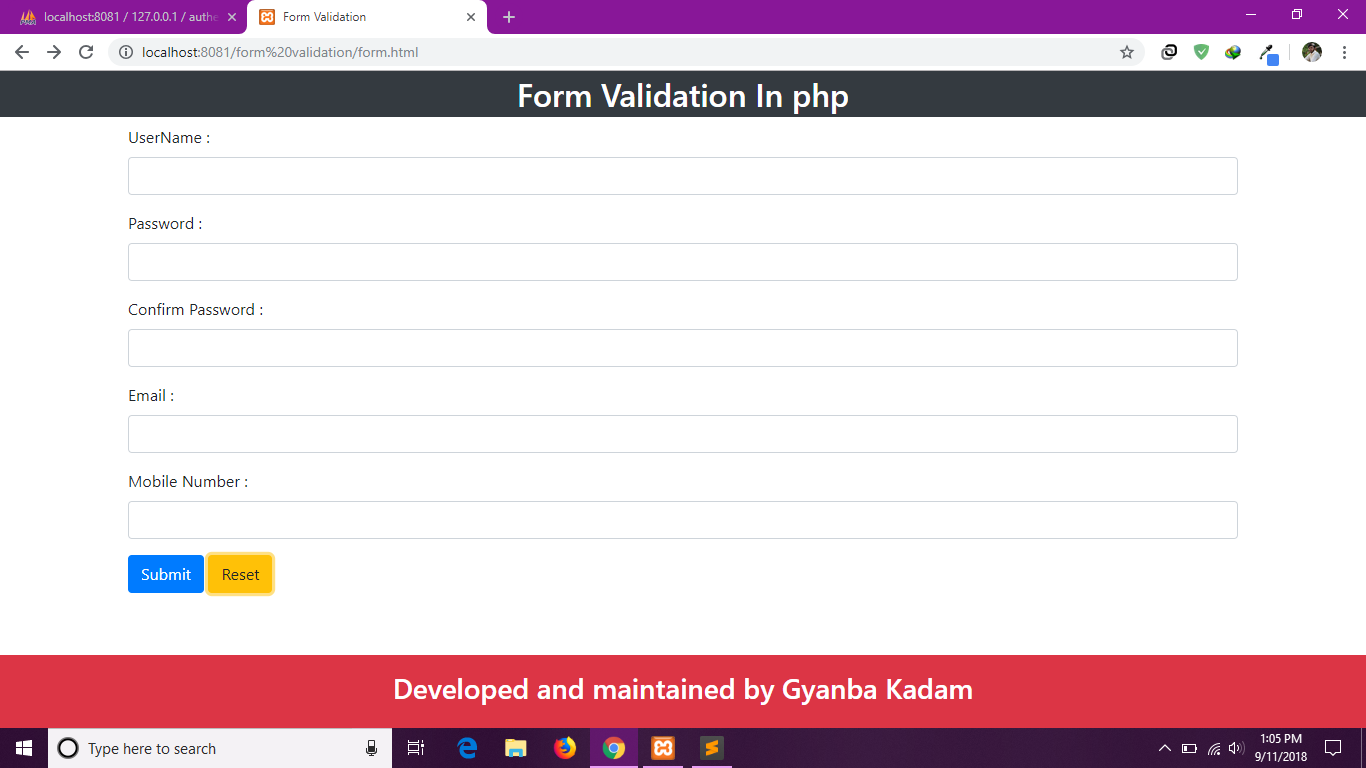 localhost:8081 / 127.0.0.1 / authe
Form Validation
localhost:8081/form%20validation/form.html
Form Validation In php
UserName :
Password :
Confirm Password :
Email :
Mobile Number :
Submit Reset
Developed and maintained by Gyanba Kadam
Type here to search
1:05 PM
9/11/2018